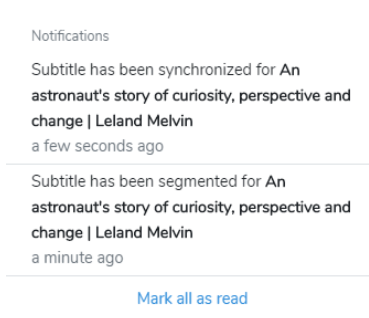 Notifications
Subtitle has been synchronized for An
astronaut's story of curiosity, perspective and
change | Leland Melvin
a few seconds ago
Subtitle has been segmented for An
astronaut's story of curiosity, perspective and
change | Leland Melvin
a minute ago
Mark all as read